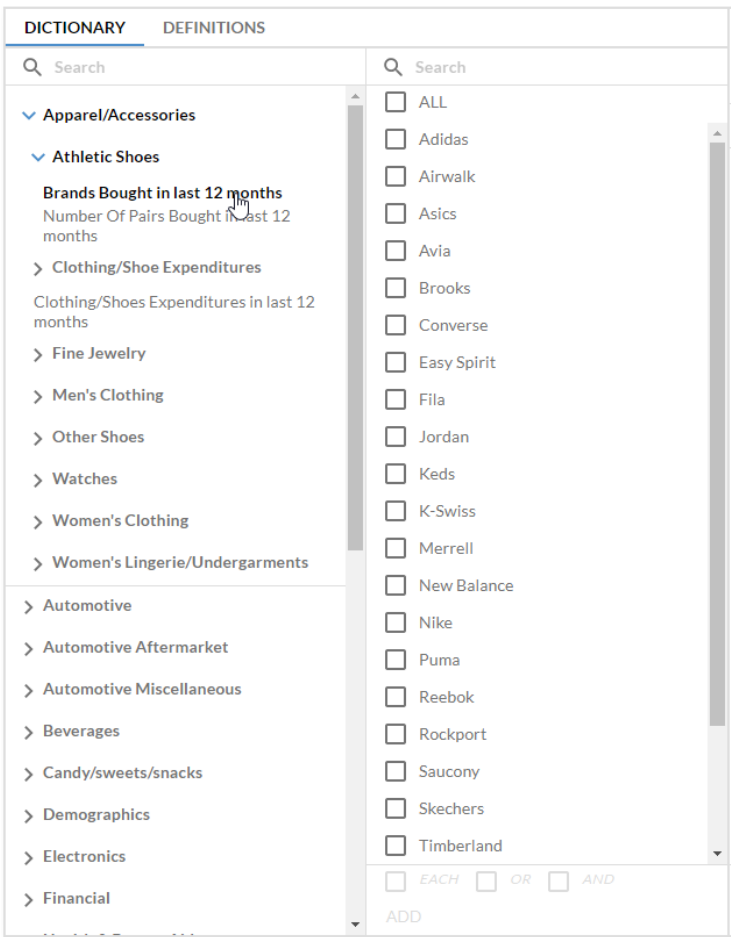 DICTIONARY
DEFINITIONS
Search
Apparel/Accessories
Athletic Shoes
Brands Bought in last 12 months
Number Of Pairs Bought in last 12
months
Clothing/Shoe Expenditures
Clothing/Shoes Expenditures in last 12
months
Fine Jewelry
Men's Clothing
Other Shoes
Watches
Women's Clothing
Women's Lingerie/Undergarments
Automotive
Automotive Aftermarket
Automotive Miscellaneous
Beverages
Candy/sweets/snacks
Demographics
Electronics
Financial
Search
ALL
Adidas
Airwalk
Asics
Avia
Brooks
Converse
Easy Spirit
Fila
Jordan
Keds
K-Swiss
Merrell
New Balance
Nike
Puma
Reebok
Rockport
Saucony
Skechers
Timberland
EACH OR AND
ADD